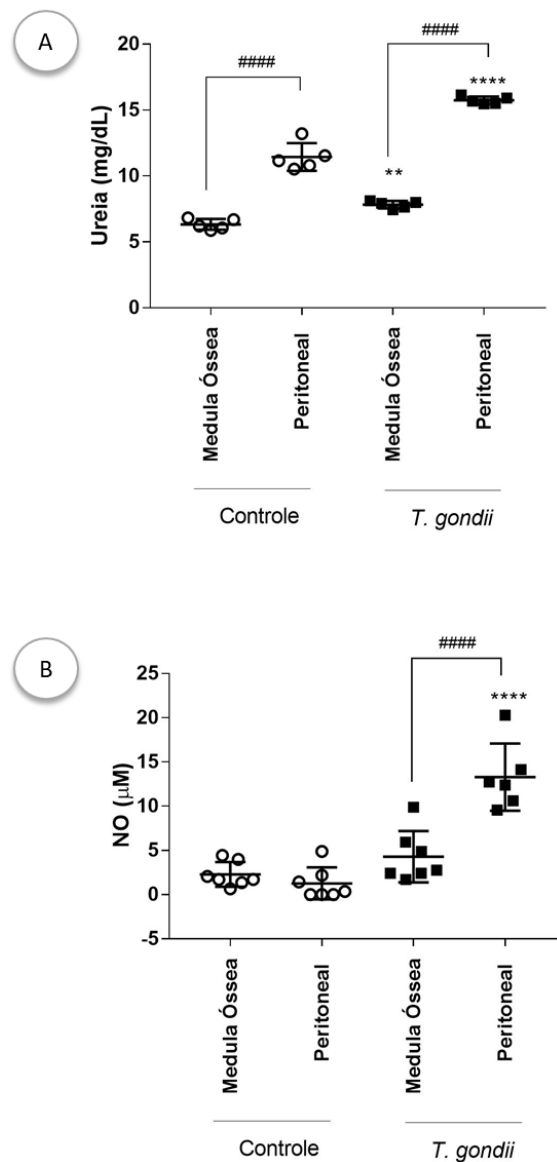 A
####
####
****
**
Ureia (mg/dL)
20
15
10
5
0
Medula Óssea
Peritoneal
Medula Óssea
Peritoneal
Controle
T. gondii
B
####
****
NO (μM)
25
20
15
10
5
0
-5
Medula Óssea
Peritoneal
Medula Óssea
Peritoneal
Controle
T. gondii